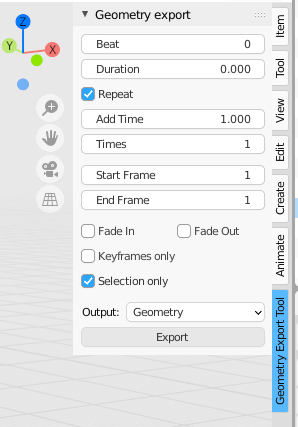 Geometry export
Beat 0
Duration 0.000
Repeat
Add Time 1.000
Times 1
Start Frame 1
End Frame 1
Fade In Fade Out
Keyframes only
Selection only
Output: Geometry
Export
Z
Y X
Item
Tool
View
Edit
Create
Animate
Geometry Export Tool